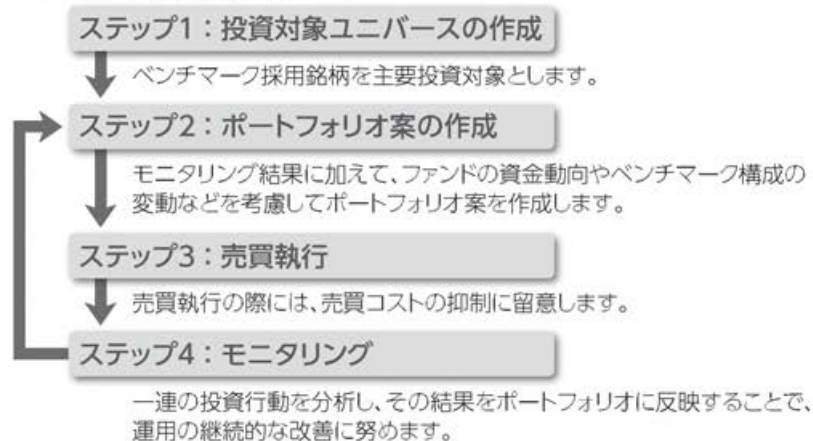 ステップ1：投資対象ユニバースの作成
ベンチマーク採用銘柄を主要投資対象とします。
ステップ2：ポートフォリオ案の作成
モニタリング結果に加えて、ファンドの資金動向やベンチマーク構成の
変動などを考慮してポートフォリオ案を作成します。
ステップ3：売買執行
売買執行の際には、売買コストの抑制に留意します。
ステップ4：モニタリング
一連の投資行動を分析し、その結果をポートフォリオに反映することで、
運用の継続的な改善に努めます。